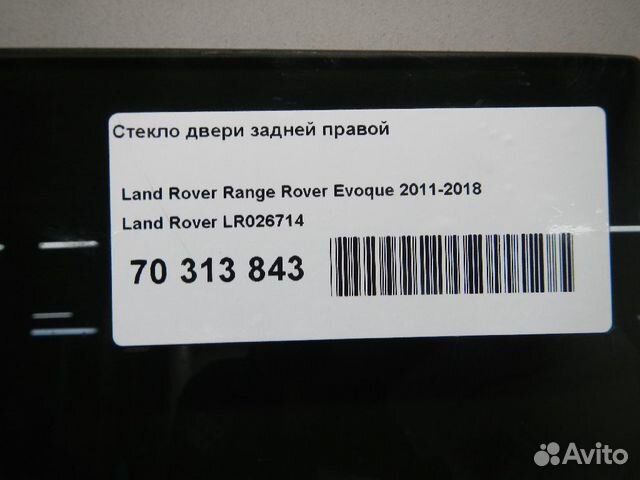 Стекло двери задней правой
Land Rover Range Rover Evoque 2011-2018
Land Rover LR026714
70 313 843
Avito